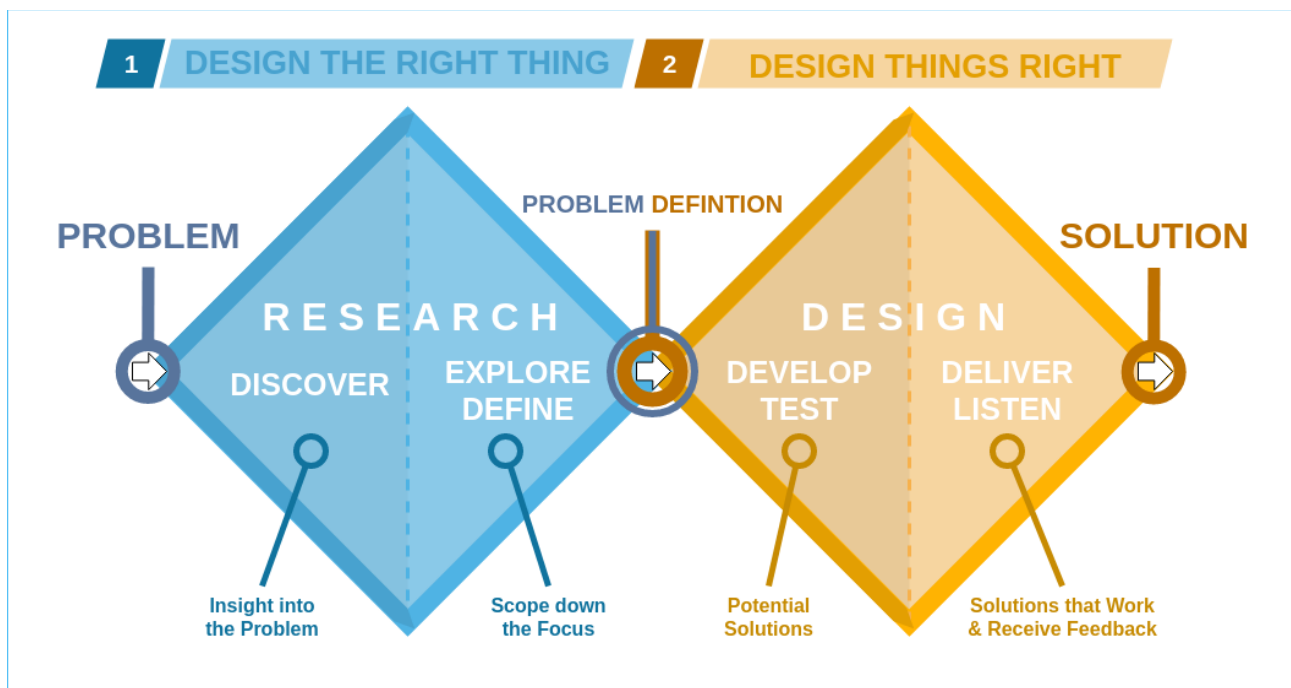 1 DESIGN THE RIGHT THING 2 DESIGN THINGS RIGHT
PROBLEM DEFINTION
PROBLEM
SOLUTION
RESEARCH
DISCOVER
EXPLORE
DEFINE
DESIGN
DEVELOP
TEST
DELIVER
LISTEN
Insight into
the Problem
Scope down
the Focus
Potential
Solutions
Solutions that Work
& Receive Feedback